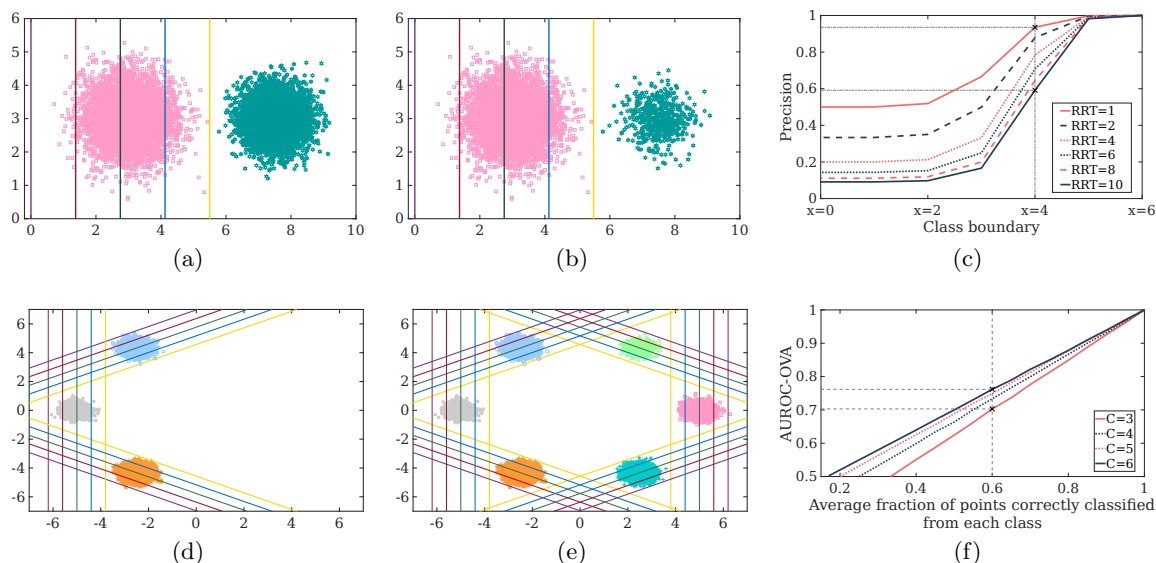 6
5
4
3
2
1
0
0 2 4 6 8 10
(a)
6
5
4
3
2
1
0
0 2 4 6 8 10
(b)
Precision
1
0.8
0.6
0.4
0.2
0
RRT=1
RRT=2
RRT=4
RRT=6
RRT=8
RRT=10
x=0 x=2 x=4 x=6
Class boundary
(c)
6
4
2
0
-2
-4
-6
-6 -4 -2 0 2 4 6
(d)
6
4
2
0
-2
-4
-6
-6 -4 -2 0 2 4 6
(e)
AUROC-OVA
1
0.9
0.8
0.7
0.6
0.5
C=3
C=4
C=5
C=6
0.2 0.4 0.6 0.8 1
Average fraction of points correctly classified
from each class
(f)